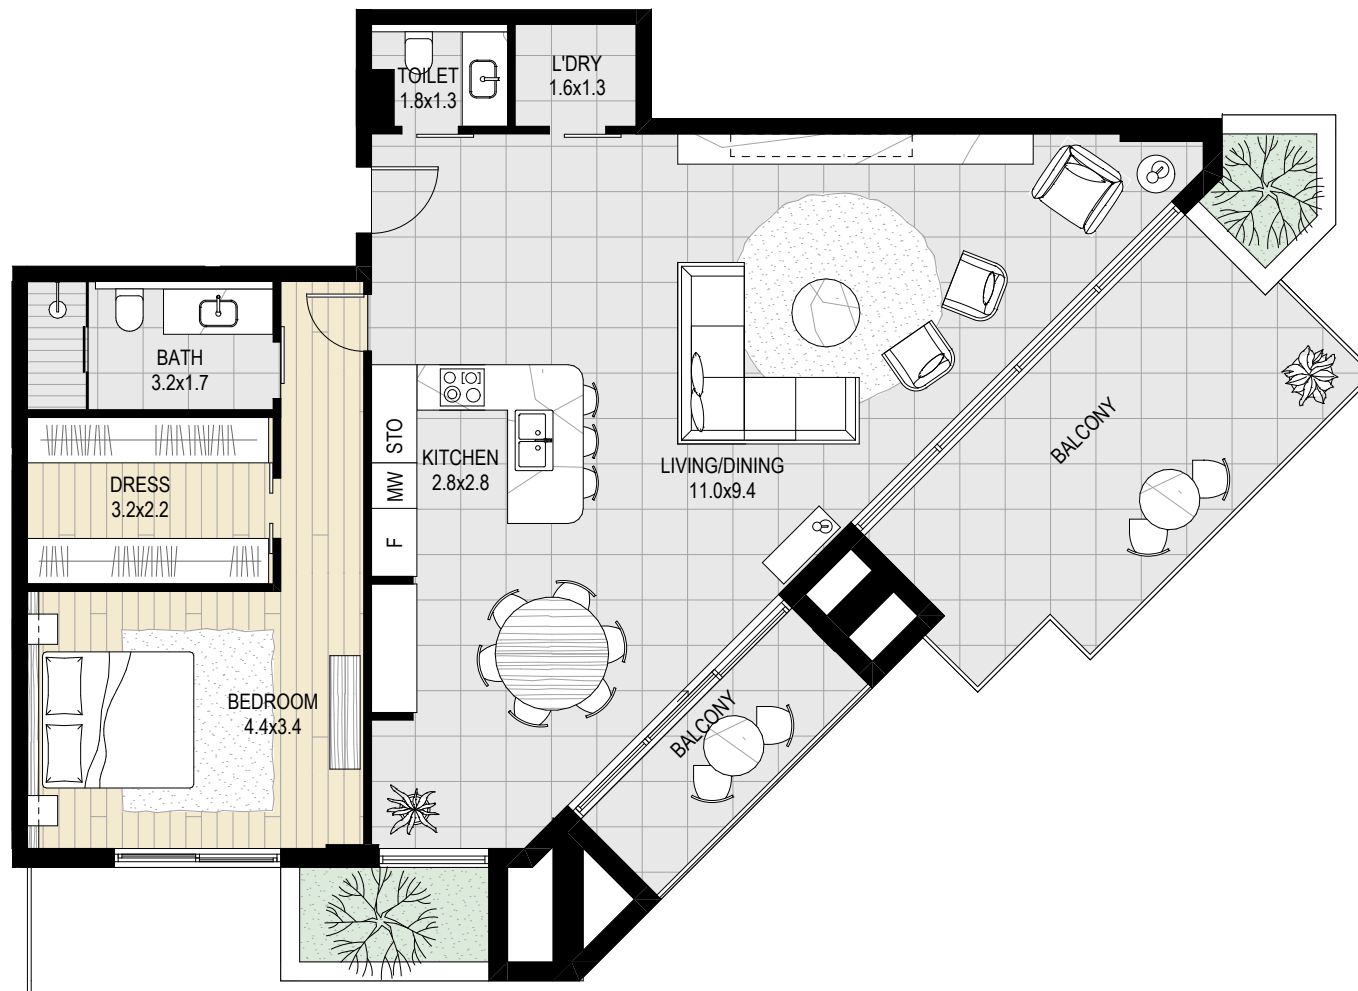 TOILET
1.8x1.3
L'DRY
1.6x1.3
BATH
3.2x1.7
BALCONY
STO
KITCHEN
2.8x2.8
LIVING/DINING
11.0x9.4
MW
DRESS
3.2x2.2
F
BEDROOM
4.4x3.4
BALCONY